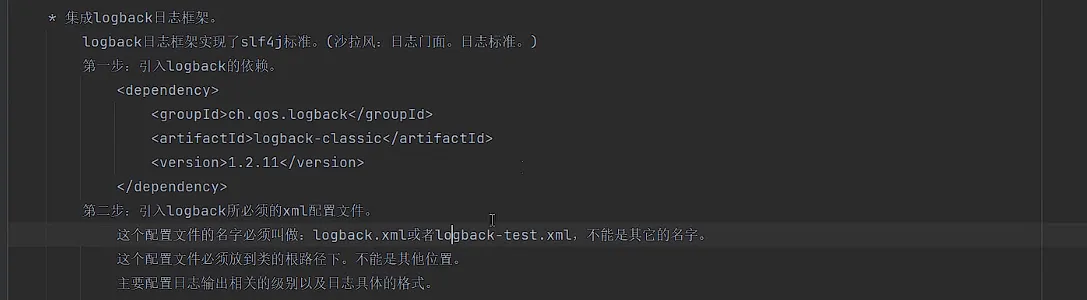 * 集成logback日志框架。
logback日志框架实现了slf4j标准。(沙拉风：日志门面。日志标准。)
第一步：引入logback的依赖。
<dependency>
<groupId>ch.qos.logback</groupId>
<artifactId>logback-classic</artifactId>
<version>1.2.11</version>
</dependency>
第二步：引入logback所必须的xml配置文件。
这个配置文件的名字必须叫做：logback.xml或者logback-test.xml，不能是其它的名字。
这个配置文件必须放到类的根路径下。不能是其他位置。
主要配置日志输出相关的级别以及日志具体的格式。